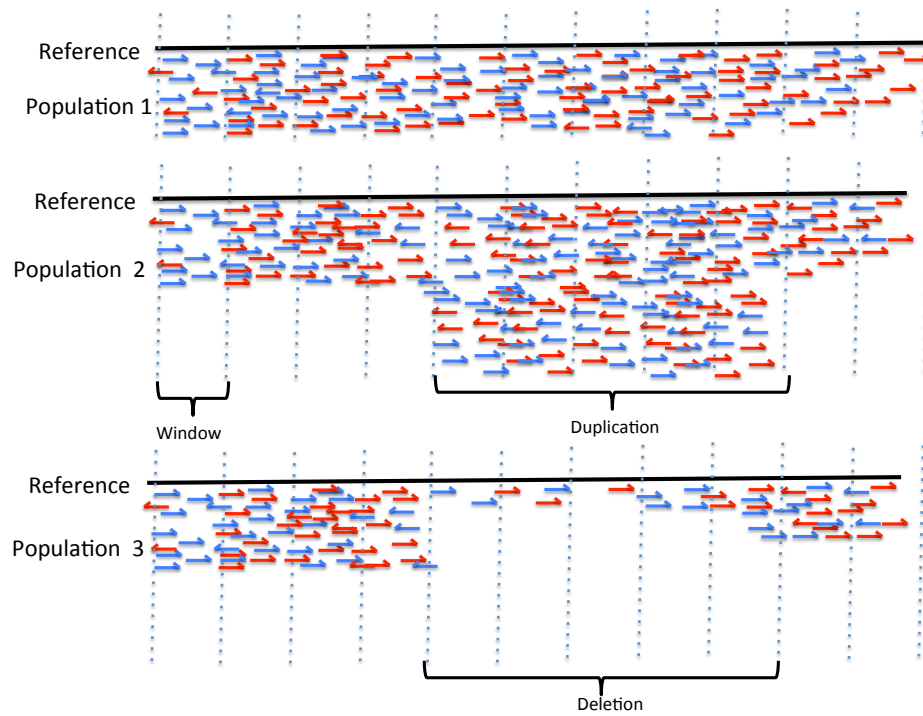 Reference
Population 1
Reference
Population 2
Window
Duplication
Reference
Population 3
Deletion